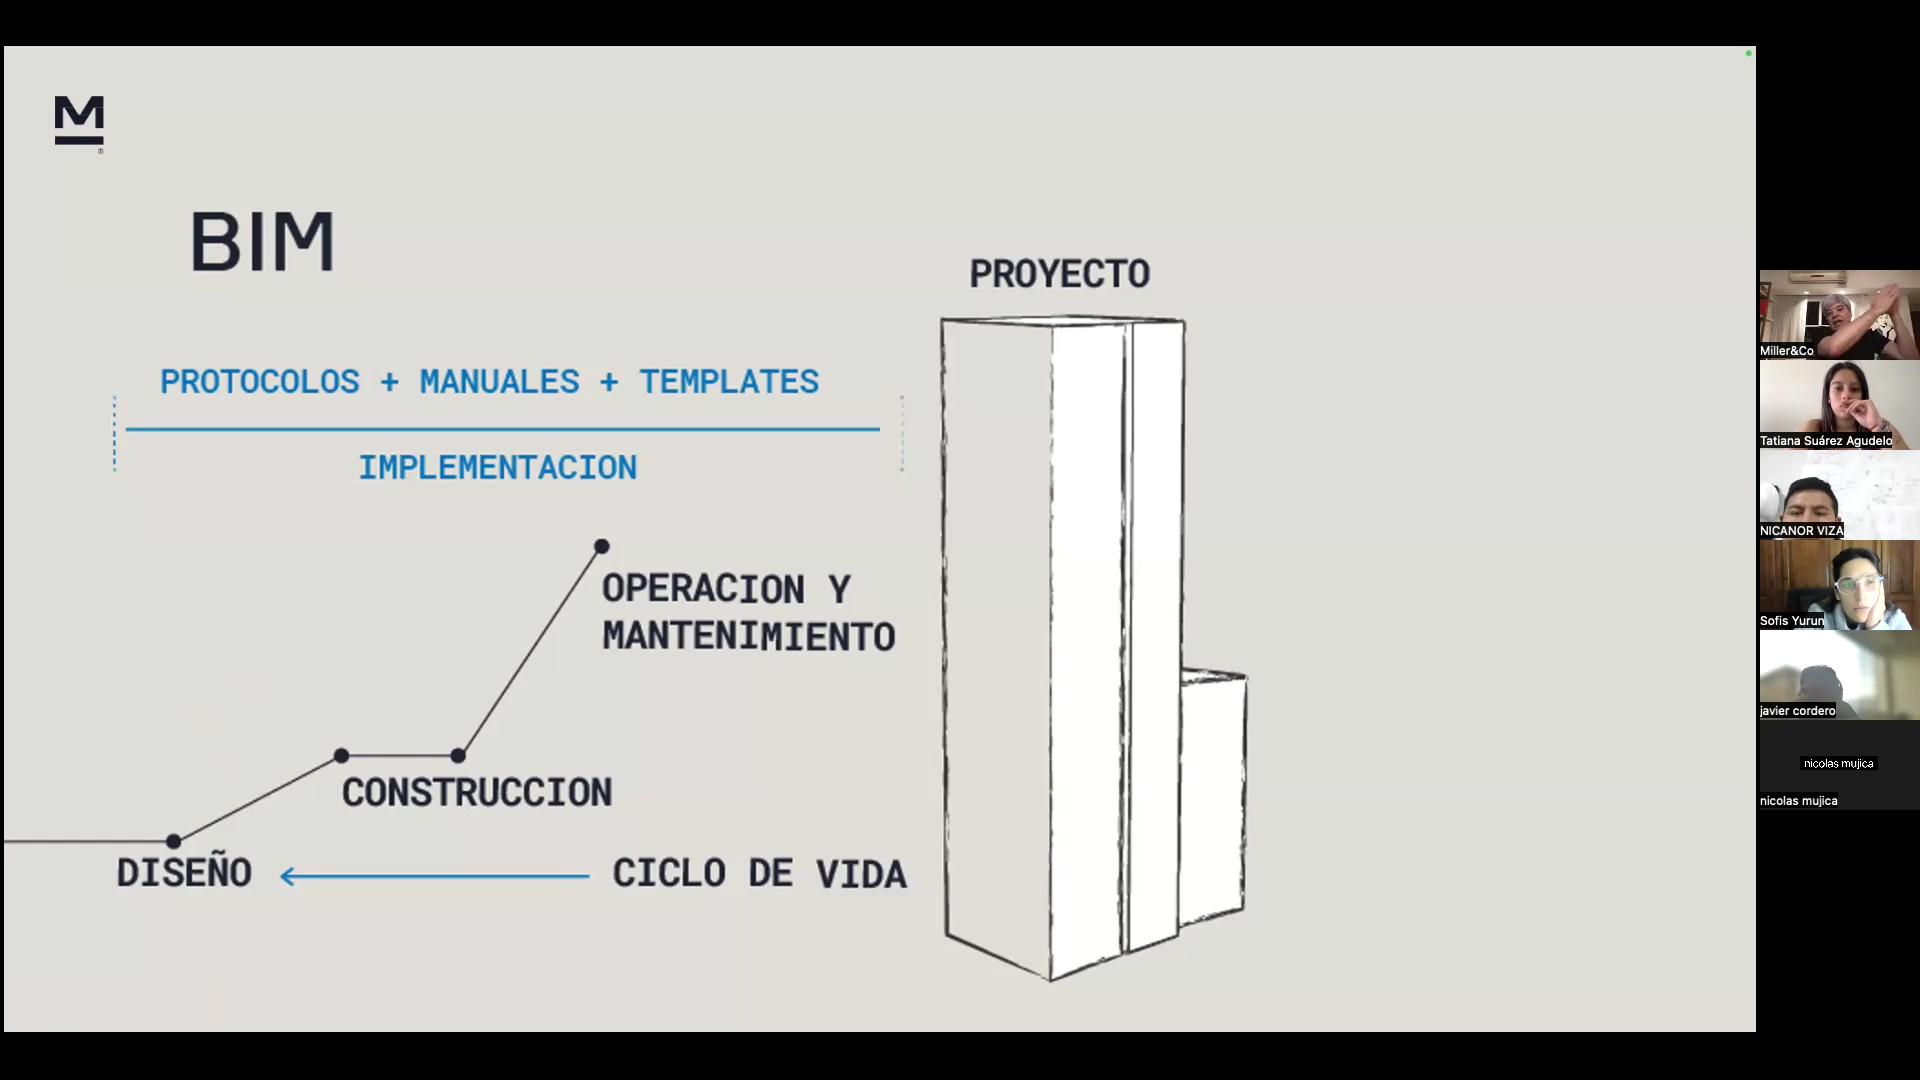 M
®
BIM
PROYECTO
PROTOCOLOS + MANUALES + TEMPLATES
IMPLEMENTACION
OPERACION Y
MANTENIMIENTO
CONSTRUCCION
DISEÑO
CICLO DE VIDA
Miller&Co
Tatiana Suárez Agudelo
NICANOR VIZA
Sofis Yurun
javier cordero
nicolas mujica
nicolas mujica